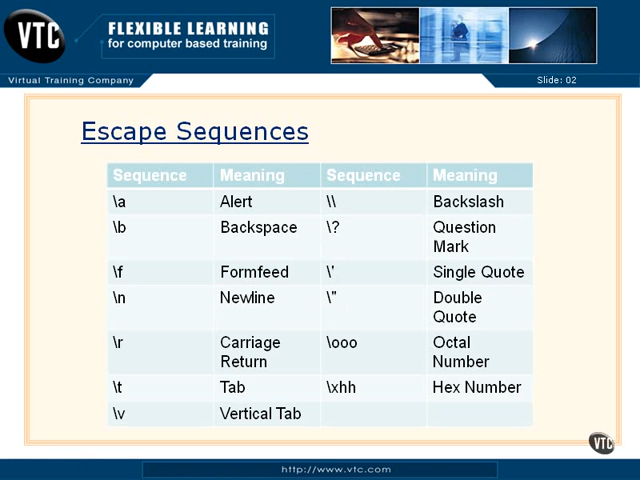 VTC
FLEXIBLE LEARNING
for computer based training
Virtual Training Company
Slide: 02
Escape Sequences
Sequence Meaning Sequence Meaning
\a Alert \\ Backslash
\b Backspace \? Question
Mark
\f Formfeed \' Single Quote
\n Newline \" Double
Quote
\r Carriage \ooo Octal
Return Number
\t Tab \xhh Hex Number
\v Vertical Tab
VTC
http://www.vtc.com